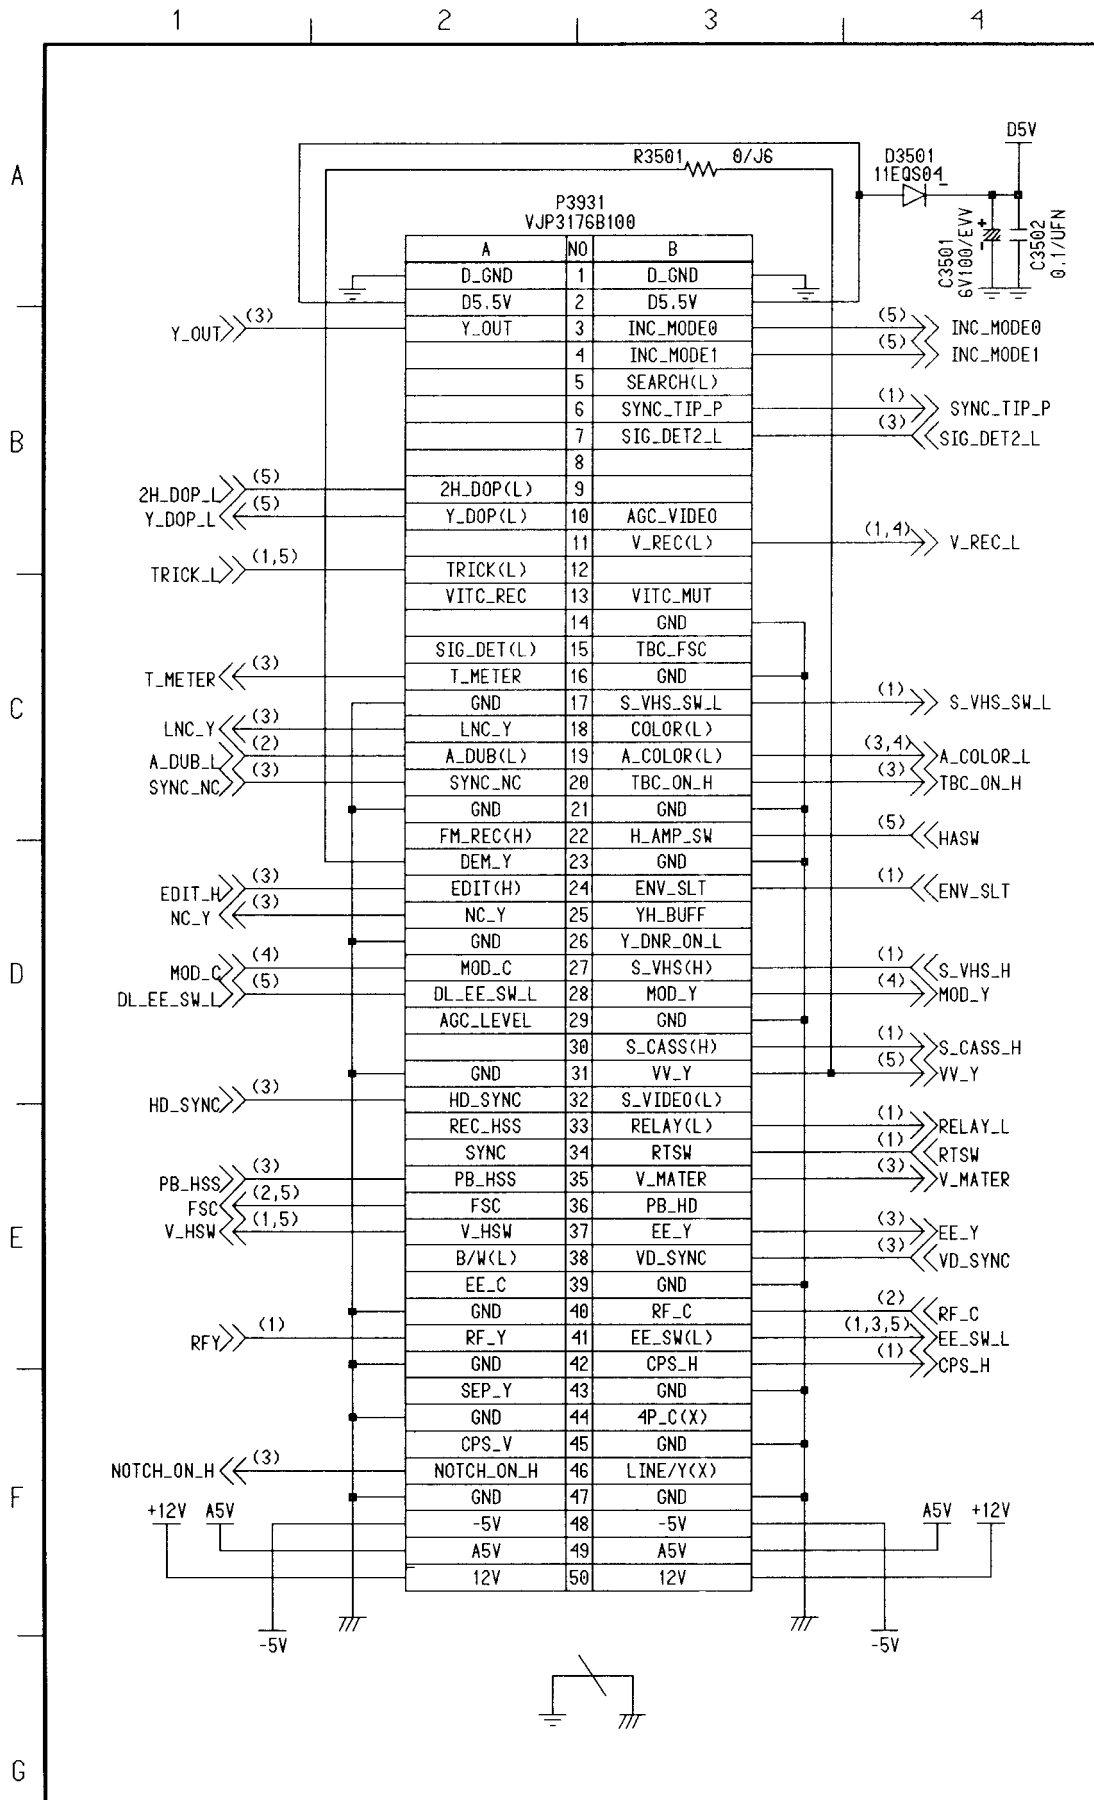 1 2 3 4
D5V
A R3501 0/J6 D3501
11EQS04
P3931
VJP3176B100
C3501
6V100/EVV
+
-
C3502
0.1/UFN
A NO B
D_GND 1 D_GND
D5.5V 2 D5.5V
Y_OUT (3) Y_OUT 3 INC_MODE0 (5) INC_MODE0
4 INC_MODE1 (5) INC_MODE1
5 SEARCH(L)
6 SYNC_TIP_P (1) SYNC_TIP_P
B 7 SIG_DET2_L (3) SIG_DET2_L
8
2H_DOP_L (5) 2H_DOP(L) 9
Y_DOP_L (5) Y_DOP(L) 10 AGC_VIDEO
11 V_REC(L) (1,4) V_REC_L
TRICK_L (1,5) TRICK(L) 12
VITC_REC 13 VITC_MUT
14 GND
SIG_DET(L) 15 TBC_FSC
T_METER (3) T_METER 16 GND
C GND 17 S_VHS_SW_L (1) S_VHS_SW_L
LNC_Y (3) LNC_Y 18 COLOR(L)
A_DUB_L (2) A_DUB(L) 19 A_COLOR(L) (3,4) A_COLOR_L
SYNC_NC (3) SYNC_NC 20 TBC_ON_H (3) TBC_ON_H
GND 21 GND
FM_REC(H) 22 H_AMP_SW (5) HASW
DEM_Y 23 GND
EDIT_H (3) EDIT(H) 24 ENV_SLT (1) ENV_SLT
NC_Y (3) NC_Y 25 YH_BUFF
GND 26 Y_DNR_ON_L
D MOD_C (4) MOD_C 27 S_VHS(H) (1) S_VHS_H
DL_EE_SW_L (5) DL_EE_SW_L 28 MOD_Y (4) MOD_Y
AGC_LEVEL 29 GND
30 S_CASS(H) (1) S_CASS_H
GND 31 VV_Y (5) VV_Y
HD_SYNC (3) HD_SYNC 32 S_VIDEO(L)
REC_HSS 33 RELAY(L) (1) RELAY_L
SYNC 34 RTSW (1) RTSW
PB_HSS (3) PB_HSS 35 V_MATER (3) V_MATER
FSC (2,5) FSC 36 PB_HD
E V_HSW (1,5) V_HSW 37 EE_Y (3) EE_Y
B/W(L) 38 VD_SYNC (3) VD_SYNC
EE_C 39 GND
GND 40 RF_C (2) RF_C
RFY (1) RF_Y 41 EE_SW(L) (1,3,5) EE_SW_L
GND 42 CPS_H (1) CPS_H
SEP_Y 43 GND
GND 44 4P_C(X)
CPS_V 45 GND
NOTCH_ON_H (3) NOTCH_ON_H 46 LINE/Y(X)
F GND 47 GND
+12V A5V -5V 48 -5V A5V +12V
A5V 49 A5V
12V 50 12V
-5V -5V
G